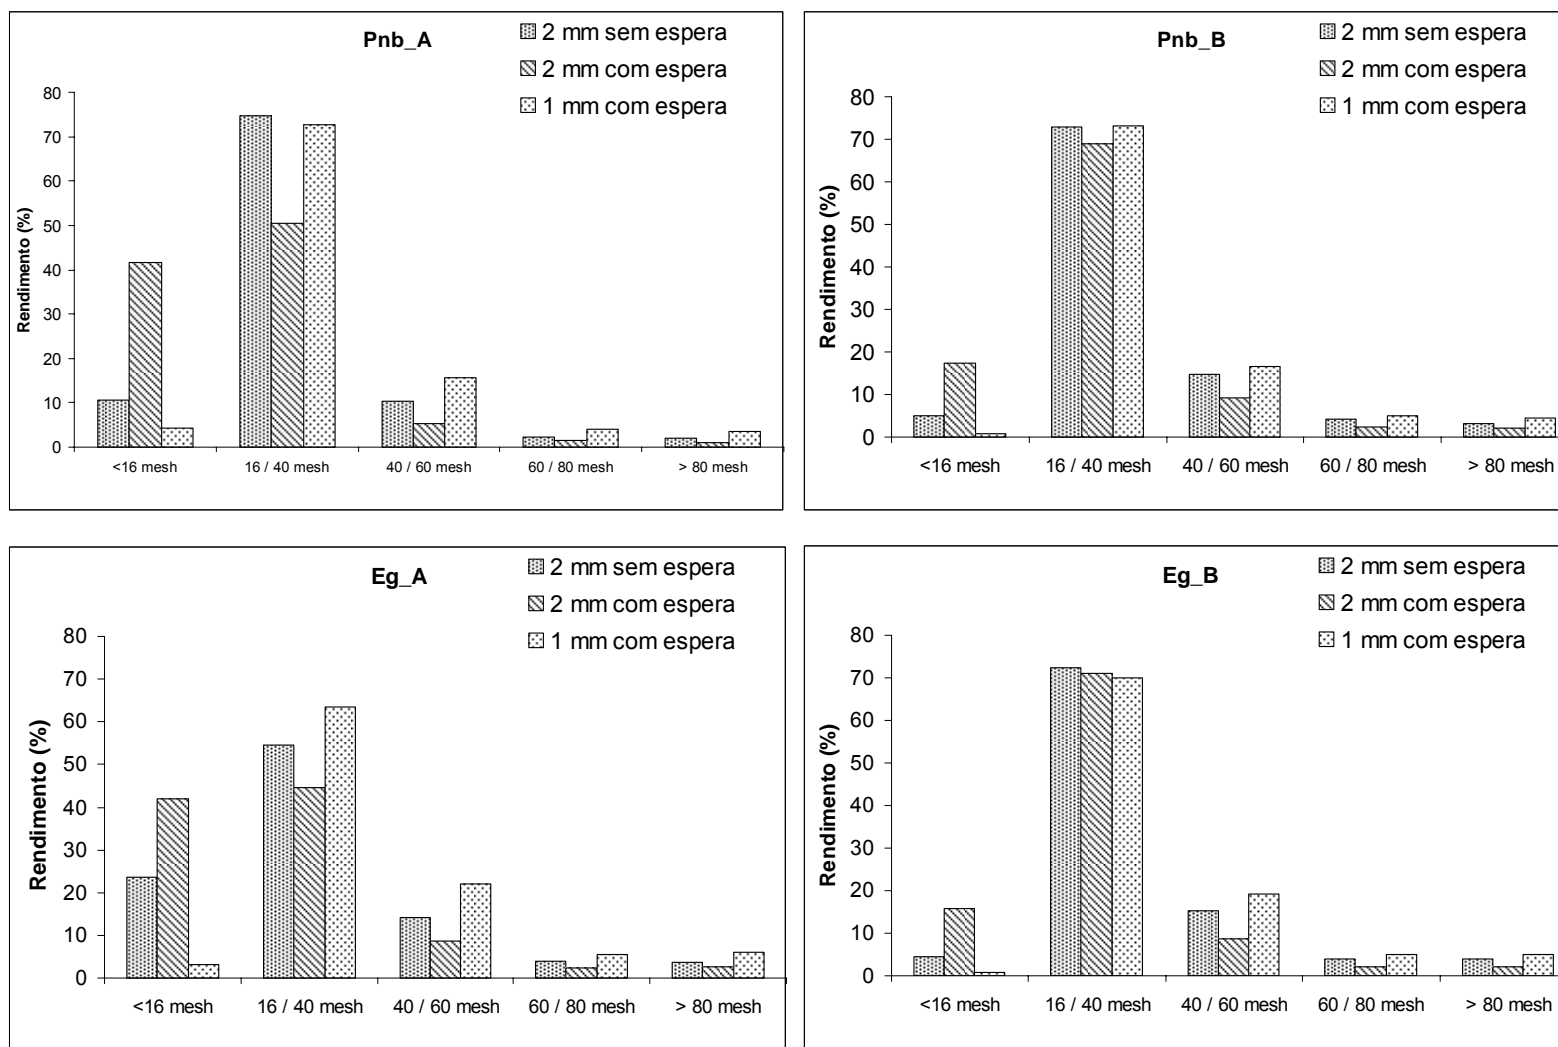 Pnb_A
2 mm sem espera
2 mm com espera
1 mm com espera
Rendimento (%)
80
70
60
50
40
30
20
10
0
<16 mesh 16 / 40 mesh 40 / 60 mesh 60 / 80 mesh > 80 mesh
Pnb_B
2 mm sem espera
2 mm com espera
1 mm com espera
Rendimento (%)
80
70
60
50
40
30
20
10
0
<16 mesh 16 / 40 mesh 40 / 60 mesh 60 / 80 mesh > 80 mesh
Eg_A
2 mm sem espera
2 mm com espera
1 mm com espera
Rendimento (%)
80
70
60
50
40
30
20
10
0
<16 mesh 16 / 40 mesh 40 / 60 mesh 60 / 80 mesh > 80 mesh
Eg_B
2 mm sem espera
2 mm com espera
1 mm com espera
Rendimento (%)
80
70
60
50
40
30
20
10
0
<16 mesh 16 / 40 mesh 40 / 60 mesh 60 / 80 mesh > 80 mesh